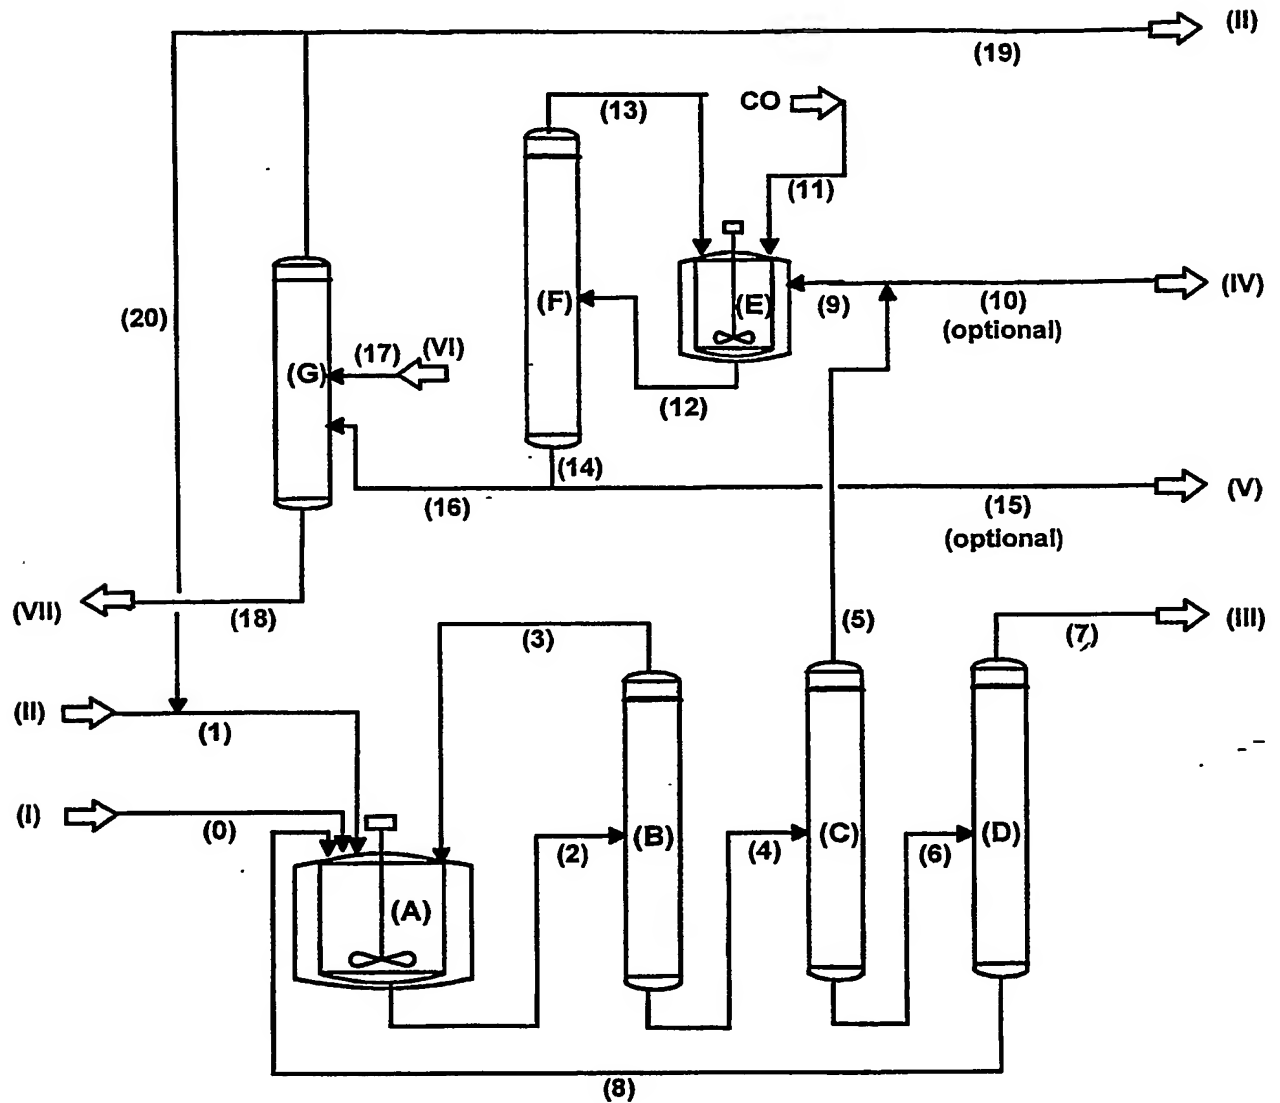 (II)
(19)
(13)
CO
(11)
(20)
(F)
(E)
(9)
(10)
(IV)
(optional)
(G)
(17)
(VI)
(12)
(14)
(16)
(15)
(V)
(optional)
(VII)
(18)
(3)
(5)
(7)
(III)
(II)
(1)
(I)
(0)
(2)
(B)
(4)
(C)
(6)
(D)
(A)
(8)